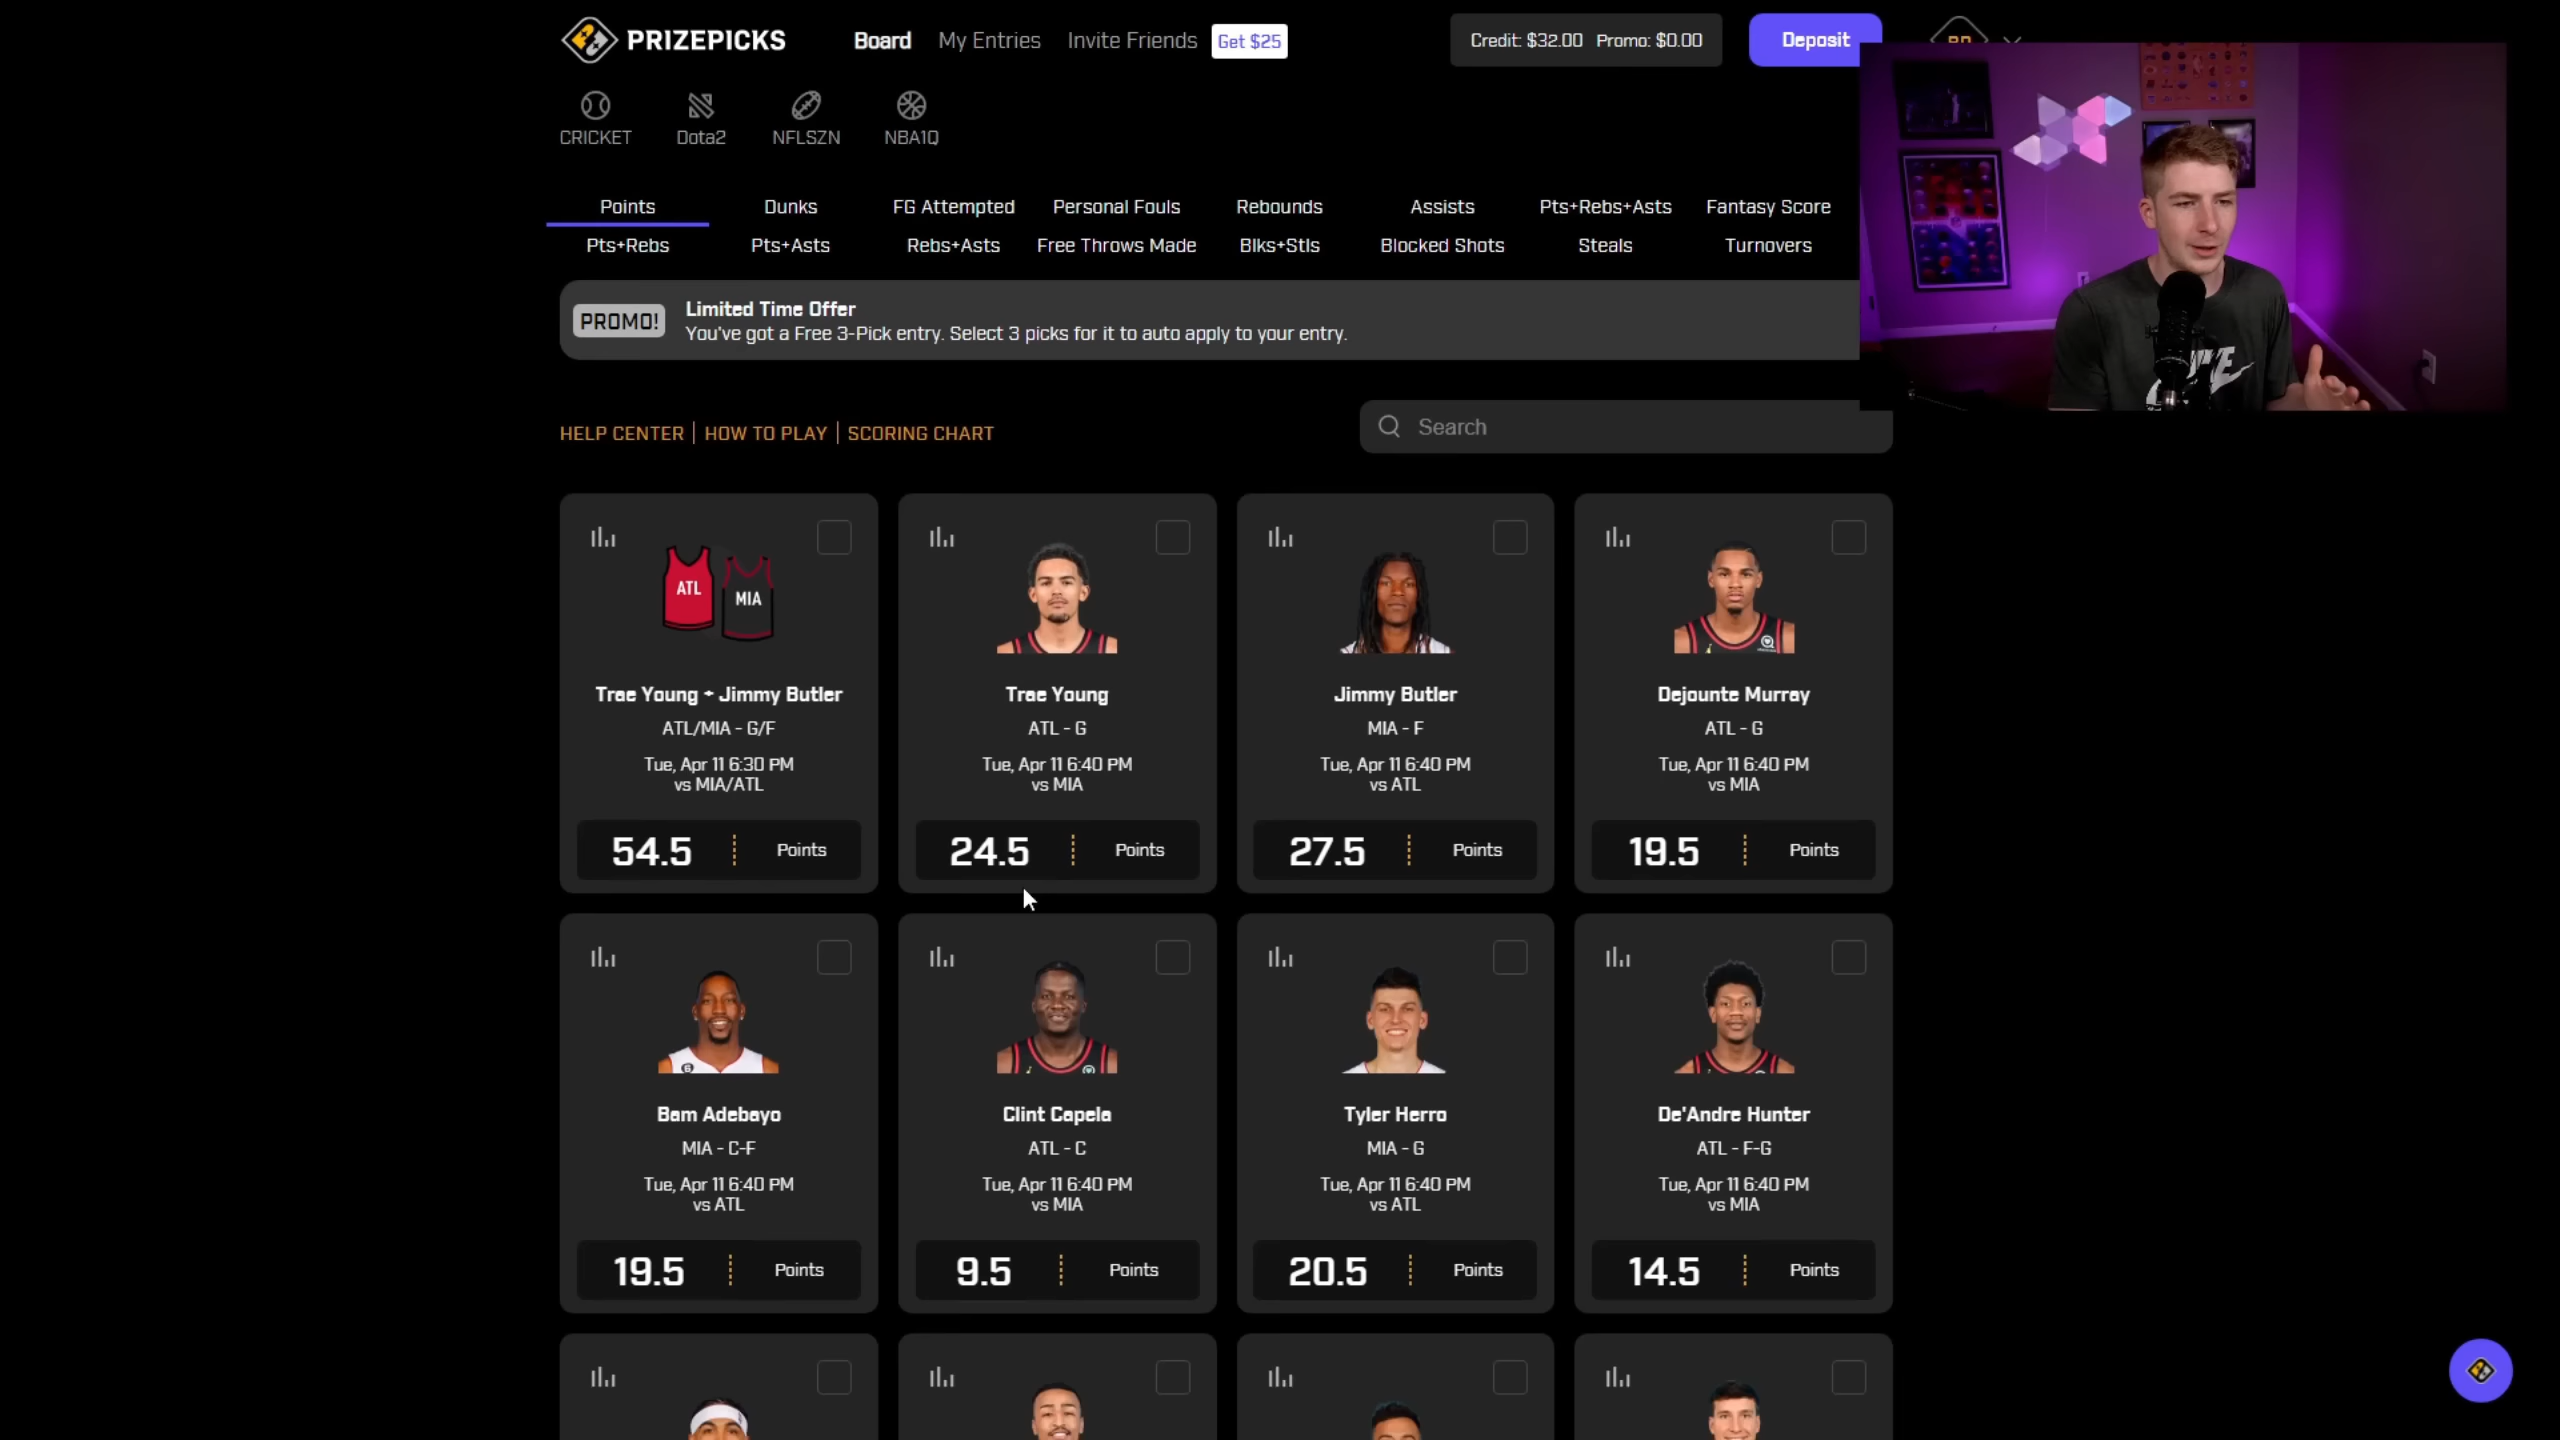 PRIZEPICKS
Board My Entries Invite Friends Get $25
Credit: $32.00 Promo: $0.00
Deposit
CRICKET Dota2 NFLSZN NBA1Q
Points Dunks FG Attempted Personal Fouls Rebounds Assists Pts+Rebs+Asts Fantasy Score
Pts+Rebs Pts+Asts Rebs+Asts Free Throws Made Blks+Stls Blocked Shots Steals Turnovers
PROMO!
Limited Time Offer
You've got a Free 3-Pick entry. Select 3 picks for it to auto apply to your entry.
HELP CENTER | HOW TO PLAY | SCORING CHART
Search
ATL MIA
Trae Young + Jimmy Butler
ATL/MIA - G/F
Tue, Apr 11 6:30 PM
vs MIA/ATL
54.5 Points
Trae Young
ATL - G
Tue, Apr 11 6:40 PM
vs MIA
24.5 Points
Jimmy Butler
MIA - F
Tue, Apr 11 6:40 PM
vs ATL
27.5 Points
Dejounte Murray
ATL - G
Tue, Apr 11 6:40 PM
vs MIA
19.5 Points
Bam Adebayo
MIA - C-F
Tue, Apr 11 6:40 PM
vs ATL
19.5 Points
Clint Capela
ATL - C
Tue, Apr 11 6:40 PM
vs MIA
9.5 Points
Tyler Herro
MIA - G
Tue, Apr 11 6:40 PM
vs ATL
20.5 Points
De'Andre Hunter
ATL - F-G
Tue, Apr 11 6:40 PM
vs MIA
14.5 Points